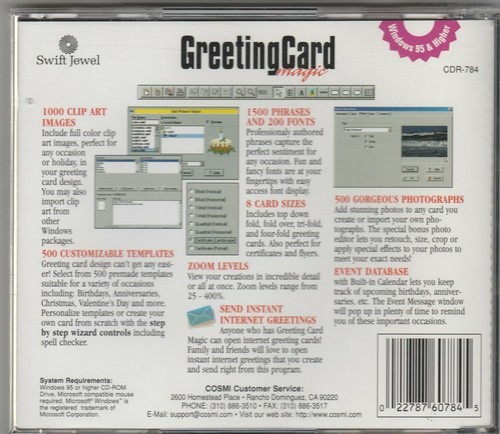 Swift Jewel
GreetingCard
magic
Windows 95 & Higher
CDR-784
1000 CLIP ART
IMAGES
Include full color clip
art images, perfect for
any occasion
or holiday, in
your greeting
card design.
You may also
import clip
art from
other
Windows
packages.
500 CUSTOMIZABLE TEMPLATES
Greeting card design can't get any easi-
er! Select from 500 premade templates
suitable for a variety of occasions
including: Birthdays, Anniversaries,
Christmas, Valentine's Day and more.
Personalize templates or create your
own card from scratch with the step
by step wizard controls including
spell checker.
1500 PHRASES
AND 200 FONTS
Professionally authored
phrases capture the
perfect sentiment for
any occasion. Fun and
fancy fonts are at your
fingertips with easy
access font display.
8 CARD SIZES
Includes top down
fold, fold over, tri-fold,
and four-fold greeting
cards. Also perfect for
certificates and flyers.
ZOOM LEVELS
View your creations in incredible detail
or all at once. Zoom levels range from
25 - 400%.
SEND INSTANT
INTERNET GREETINGS
Anyone who has Greeting Card
Magic can open internet greeting cards!
Family and friends will love to open
instant internet greetings that you create
and send right from this program.
500 GORGEOUS PHOTOGRAPHS
Add stunning photos to any card you
create or import your own pho-
tographs. The special bonus photo
editor lets you retouch, size, crop or
apply special effects to your photos to
meet your exact needs!
EVENT DATABASE
with Built-in Calendar lets you keep
track of upcoming birthdays, anniver-
saries, etc. The Event Message window
will pop up in plenty of time to remind
you of these important occasions.
System Requirements:
Windows 95 or higher CD-ROM
Drive, Microsoft compatible mouse
required. Microsoft® Windows™ is
the registered trademark of
Microsoft Corporation.
COSMI Customer Service:
2600 Homestead Place • Rancho Dominguez, CA 90220
PHONE: (310) 886-3510 • FAX: (310) 886-3517
E-Mail: support@cosmi.com • Website: http://www.cosmi.com
0 22787 60784 5